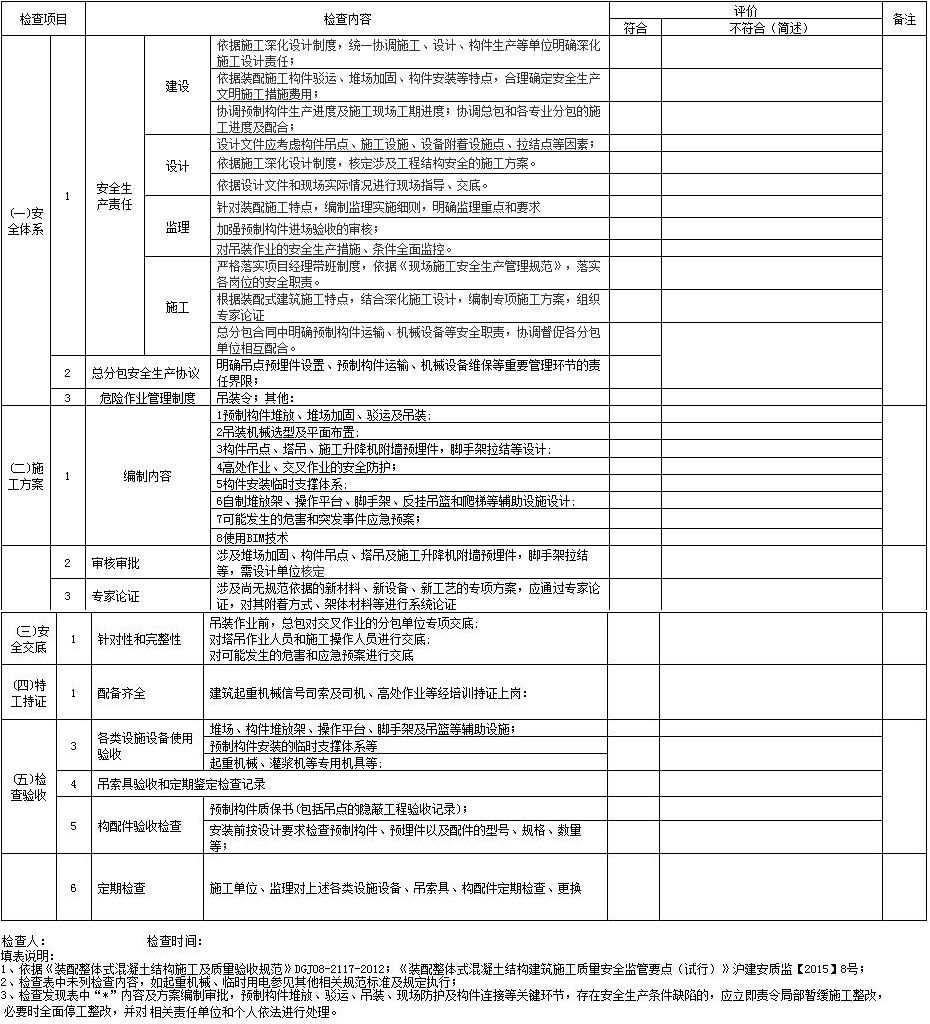 检查项目
检查内容
评价
备注
符合
不符合（简述）
（一）安
全体系
1
安全生
产责任
建设
依据施工深化设计制度，统一协调施工、设计、构件生产等单位明确深化
施工设计责任；
依据装配施工构件驳运、堆场加固、构件安装等特点，合理确定安全生产
文明施工措施费用；
协调预制构件生产进度及施工现场工期进度；协调总包和各专业分包的施
工进度及配合；
设计
设计文件应考虑构件吊点、施工设施、设备附着设施点、拉结点等因素；
依据施工深化设计制度，核定涉及工程结构安全的施工方案。
依据设计文件和现场实际情况进行现场指导、交底。
监理
针对装配施工特点，编制监理实施细则，明确监理重点和要求
加强预制构件进场验收的审核；
对吊装作业的安全生产措施、条件全面监控。
施工
严格落实项目经理带班制度，依据《现场施工安全生产管理规范》，落实
各岗位的安全职责。
根据装配式建筑施工特点，结合深化施工设计，编制专项施工方案，组织
专家论证
总分包合同中明确预制构件运输、机械设备等安全职责，协调督促各分包
单位相互配合。
2
总分包安全生产协议
明确吊点预埋件设置、预制构件运输、机械设备维保等重要管理环节的责
任界限；
3
危险作业管理制度
吊装令；其他：
（二）施
工方案
1
编制内容
1预制构件堆放、堆场加固、驳运及吊装；
2吊装机械选型及平面布置；
3构件吊点、塔吊、施工升降机附墙预埋件，脚手架拉结等设计；
4高处作业、交叉作业的安全防护；
5构件安装临时支撑体系；
6自制堆放架、操作平台、脚手架、反挂吊篮和爬梯等辅助设施设计；
7可能发生的危害和突发事件应急预案；
8使用BIM技术
2
审核审批
涉及堆场加固、构件吊点、塔吊及施工升降机附墙预埋件，脚手架拉结
等，需设计单位核定
3
专家论证
涉及尚无规范依据的新材料、新设备、新工艺的专项方案，应通过专家论
证，对其附着方式、架体材料等进行系统论证
（三）安
全交底
1
针对性和完整性
吊装作业前，总包对交叉作业的分包单位专项交底；
对塔吊作业人员和施工操作人员进行交底；
对可能发生的危害和应急预案进行交底
（四）特
工持证
1
配备齐全
建筑起重机械信号司索及司机、高处作业等经培训持证上岗：
（五）检
查验收
3
各类设施设备使用
验收
堆场、构件堆放架、操作平台、脚手架及吊篮等辅助设施；
预制构件安装的临时支撑体系等
起重机械、灌浆机等专用机具等；
4
吊索具验收和定期鉴定检查记录
5
构配件验收检查
预制构件质保书(包括吊点的隐蔽工程验收记录)；
安装前按设计要求检查预制构件、预埋件以及配件的型号、规格、数量
等；
6
定期检查
施工单位、监理对上述各类设施设备、吊索具、构配件定期检查、更换
检查人： 检查时间：
填表说明：
1、依据《装配整体式混凝土结构施工及质量验收规范》DGJ08-2117-2012；《装配整体式混凝土结构建筑施工质量安全监管要点（试行）》沪建安质监【2015】8号；
2、检查表中未列检查内容，如起重机械、临时用电参见其他相关规范标准及规定执行；
3、检查发现表中“*”内容及方案编制审批，预制构件堆放、驳运、吊装、现场防护及构件连接等关键环节，存在安全生产条件缺陷的，应立即责令局部暂缓施工整改，
必要时全面停工整改，并对相关责任单位和个人依法进行处理。